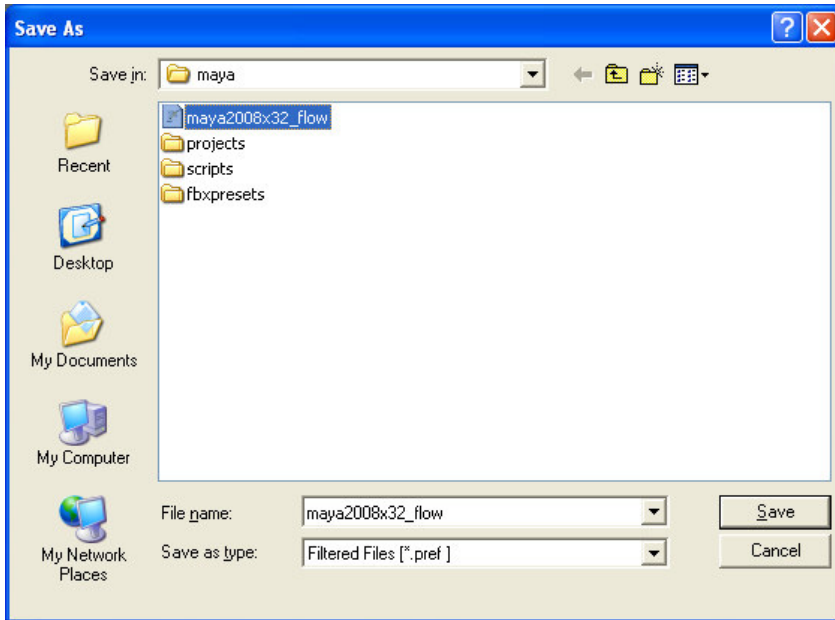 Save As
Save in: maya
maya2008x32_flow
projects
scripts
fbxpresets
Recent
Desktop
My Documents
My Computer
My Network Places
File name: maya2008x32_flow Save
Save as type: Filtered Files [*.pref ] Cancel